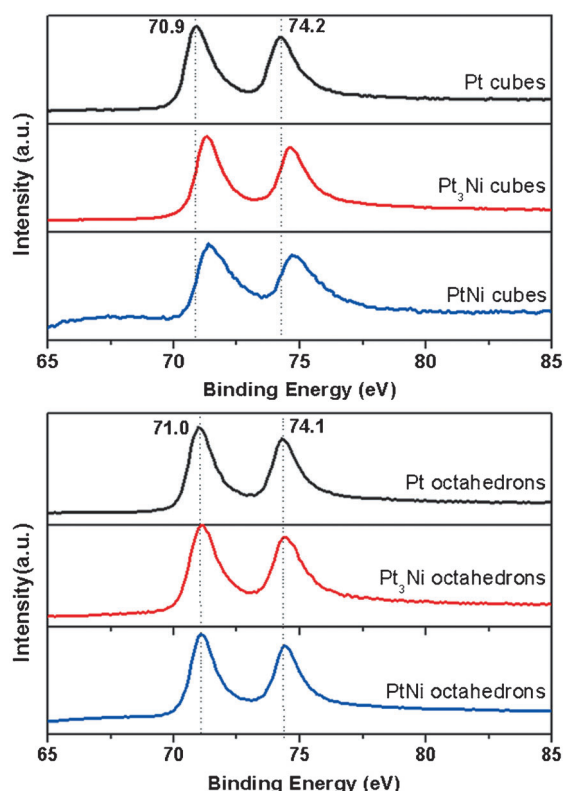 70.9 74.2
Pt cubes
Pt₃Ni cubes
PtNi cubes
Intensity (a.u.)
65 70 75 80 85
Binding Energy (eV)
71.0 74.1
Pt octahedrons
Pt₃Ni octahedrons
PtNi octahedrons
Intensity(a.u.)
65 70 75 80 85
Binding Energy (eV)